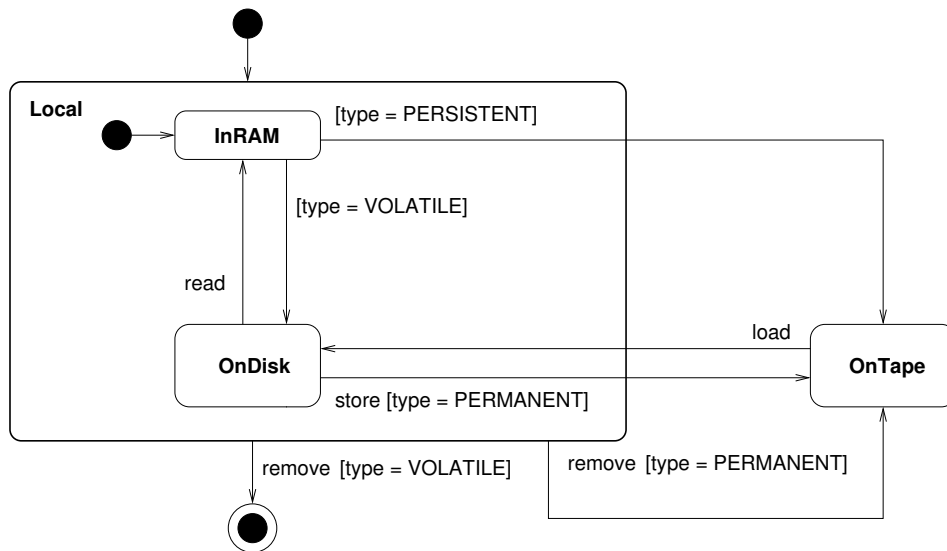 Local
[type = PERSISTENT]
InRAM
[type = VOLATILE]
read
load
OnDisk
OnTape
store [type = PERMANENT]
remove [type = VOLATILE]
remove [type = PERMANENT]